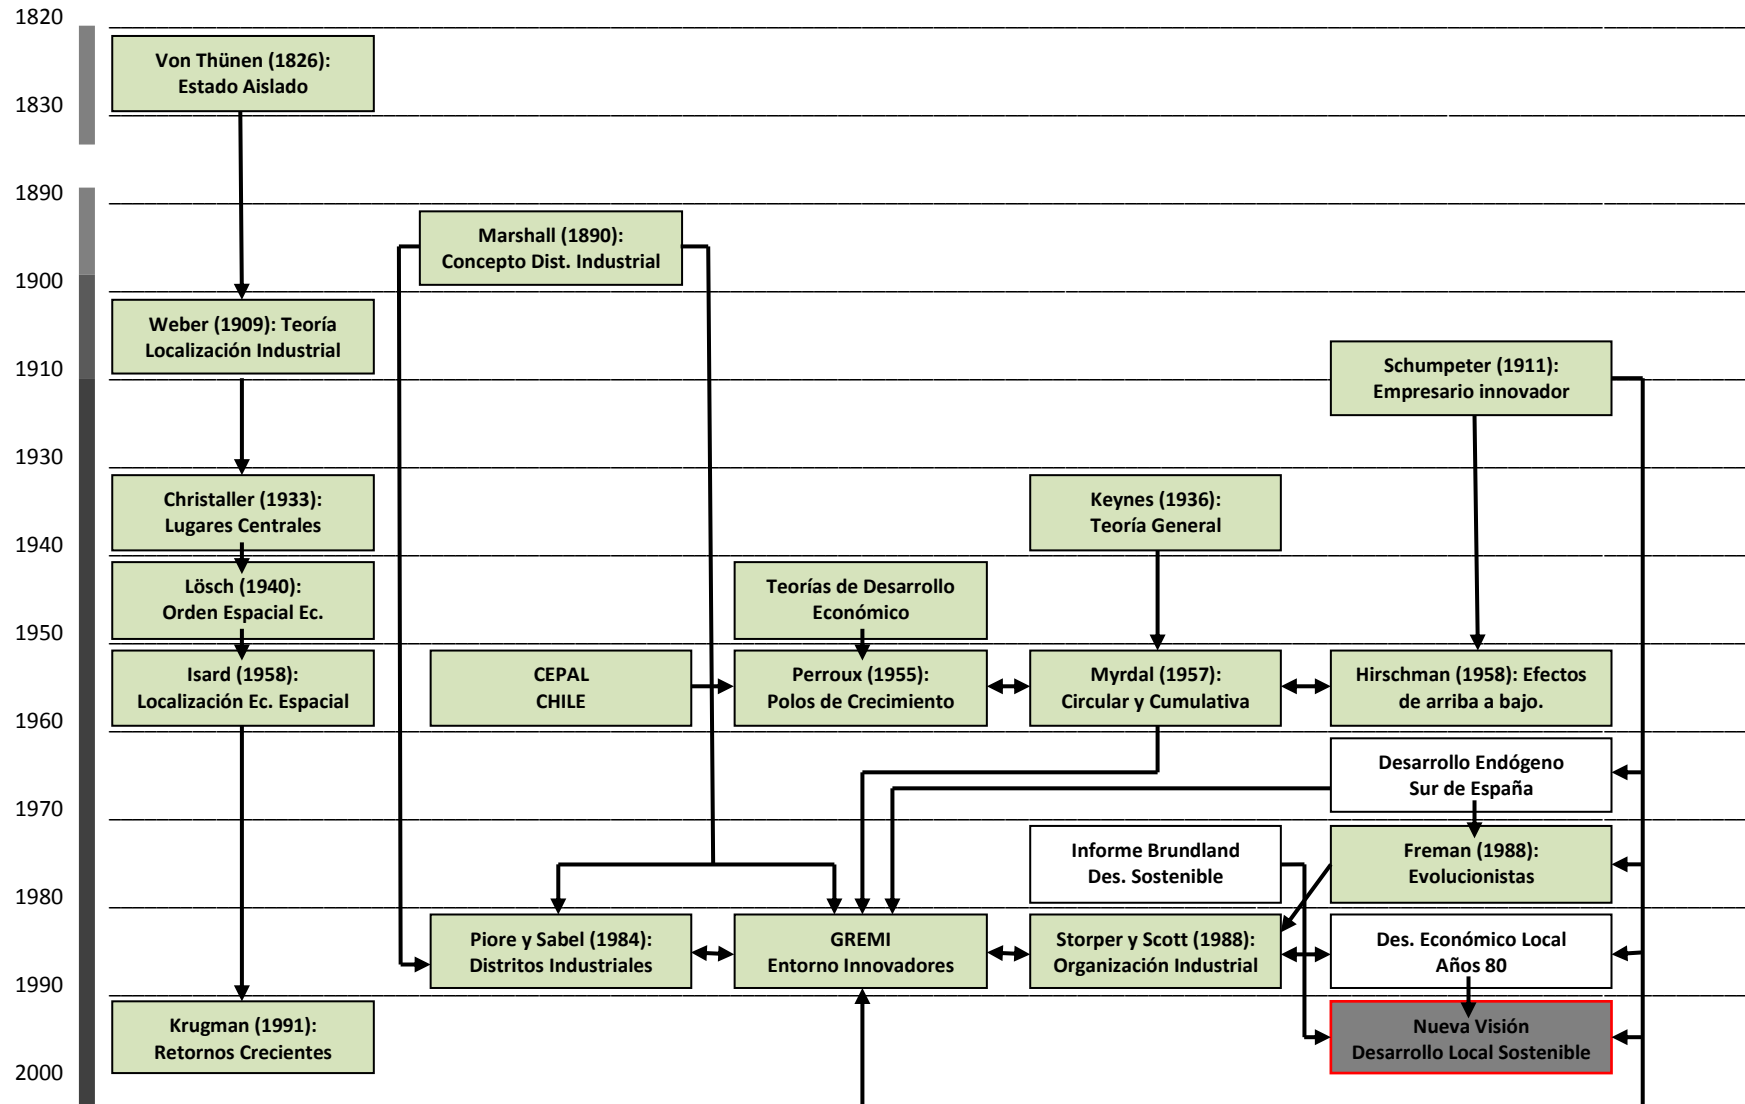 1820
Von Thünen (1826):
Estado Aislado
1830
1890
Marshall (1890):
Concepto Dist. Industrial
1900
Weber (1909): Teoría
Localización Industrial
1910
Schumpeter (1911):
Empresario innovador
1930
Christaller (1933):
Lugares Centrales
Keynes (1936):
Teoría General
1940
Lösch (1940):
Orden Espacial Ec.
Teorías de Desarrollo
Económico
1950
Isard (1958):
Localización Ec. Espacial
CEPAL
CHILE
Perroux (1955):
Polos de Crecimiento
Myrdal (1957):
Circular y Cumulativa
Hirschman (1958): Efectos
de arriba a bajo.
1960
Desarrollo Endógeno
Sur de España
1970
Informe Brundland
Des. Sostenible
Freman (1988):
Evolucionistas
1980
Piore y Sabel (1984):
Distritos Industriales
GREMI
Entorno Innovadores
Storper y Scott (1988):
Organización Industrial
Des. Económico Local
Años 80
1990
Krugman (1991):
Retornos Crecientes
Nueva Visión
Desarrollo Local Sostenible
2000